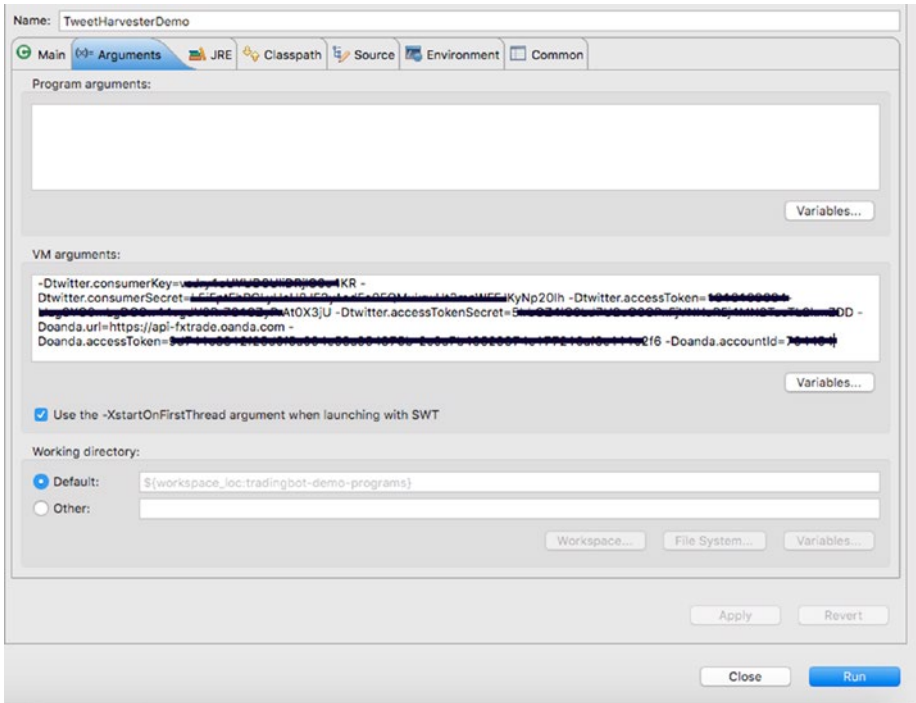 Name: TweetHarvesterDemo
Main (x)= Arguments JRE Classpath Source Environment Common
Program arguments:
Variables...
VM arguments:
-Dtwitter.consumerKey= KR -
Dtwitter.consumerSecret= KyNp20Ih -Dtwitter.accessToken=
At0X3jU -Dtwitter.accessTokenSecret= DD -
Doanda.url=https://api-fxtrade.oanda.com -
Doanda.accessToken= 2f6 -Doanda.accountId=
Variables...
Use the -XstartOnFirstThread argument when launching with SWT
Working directory:
Default: ${workspace_loc:tradingbot-demo-programs}
Other:
Workspace... File System... Variables...
Apply Revert
Close Run